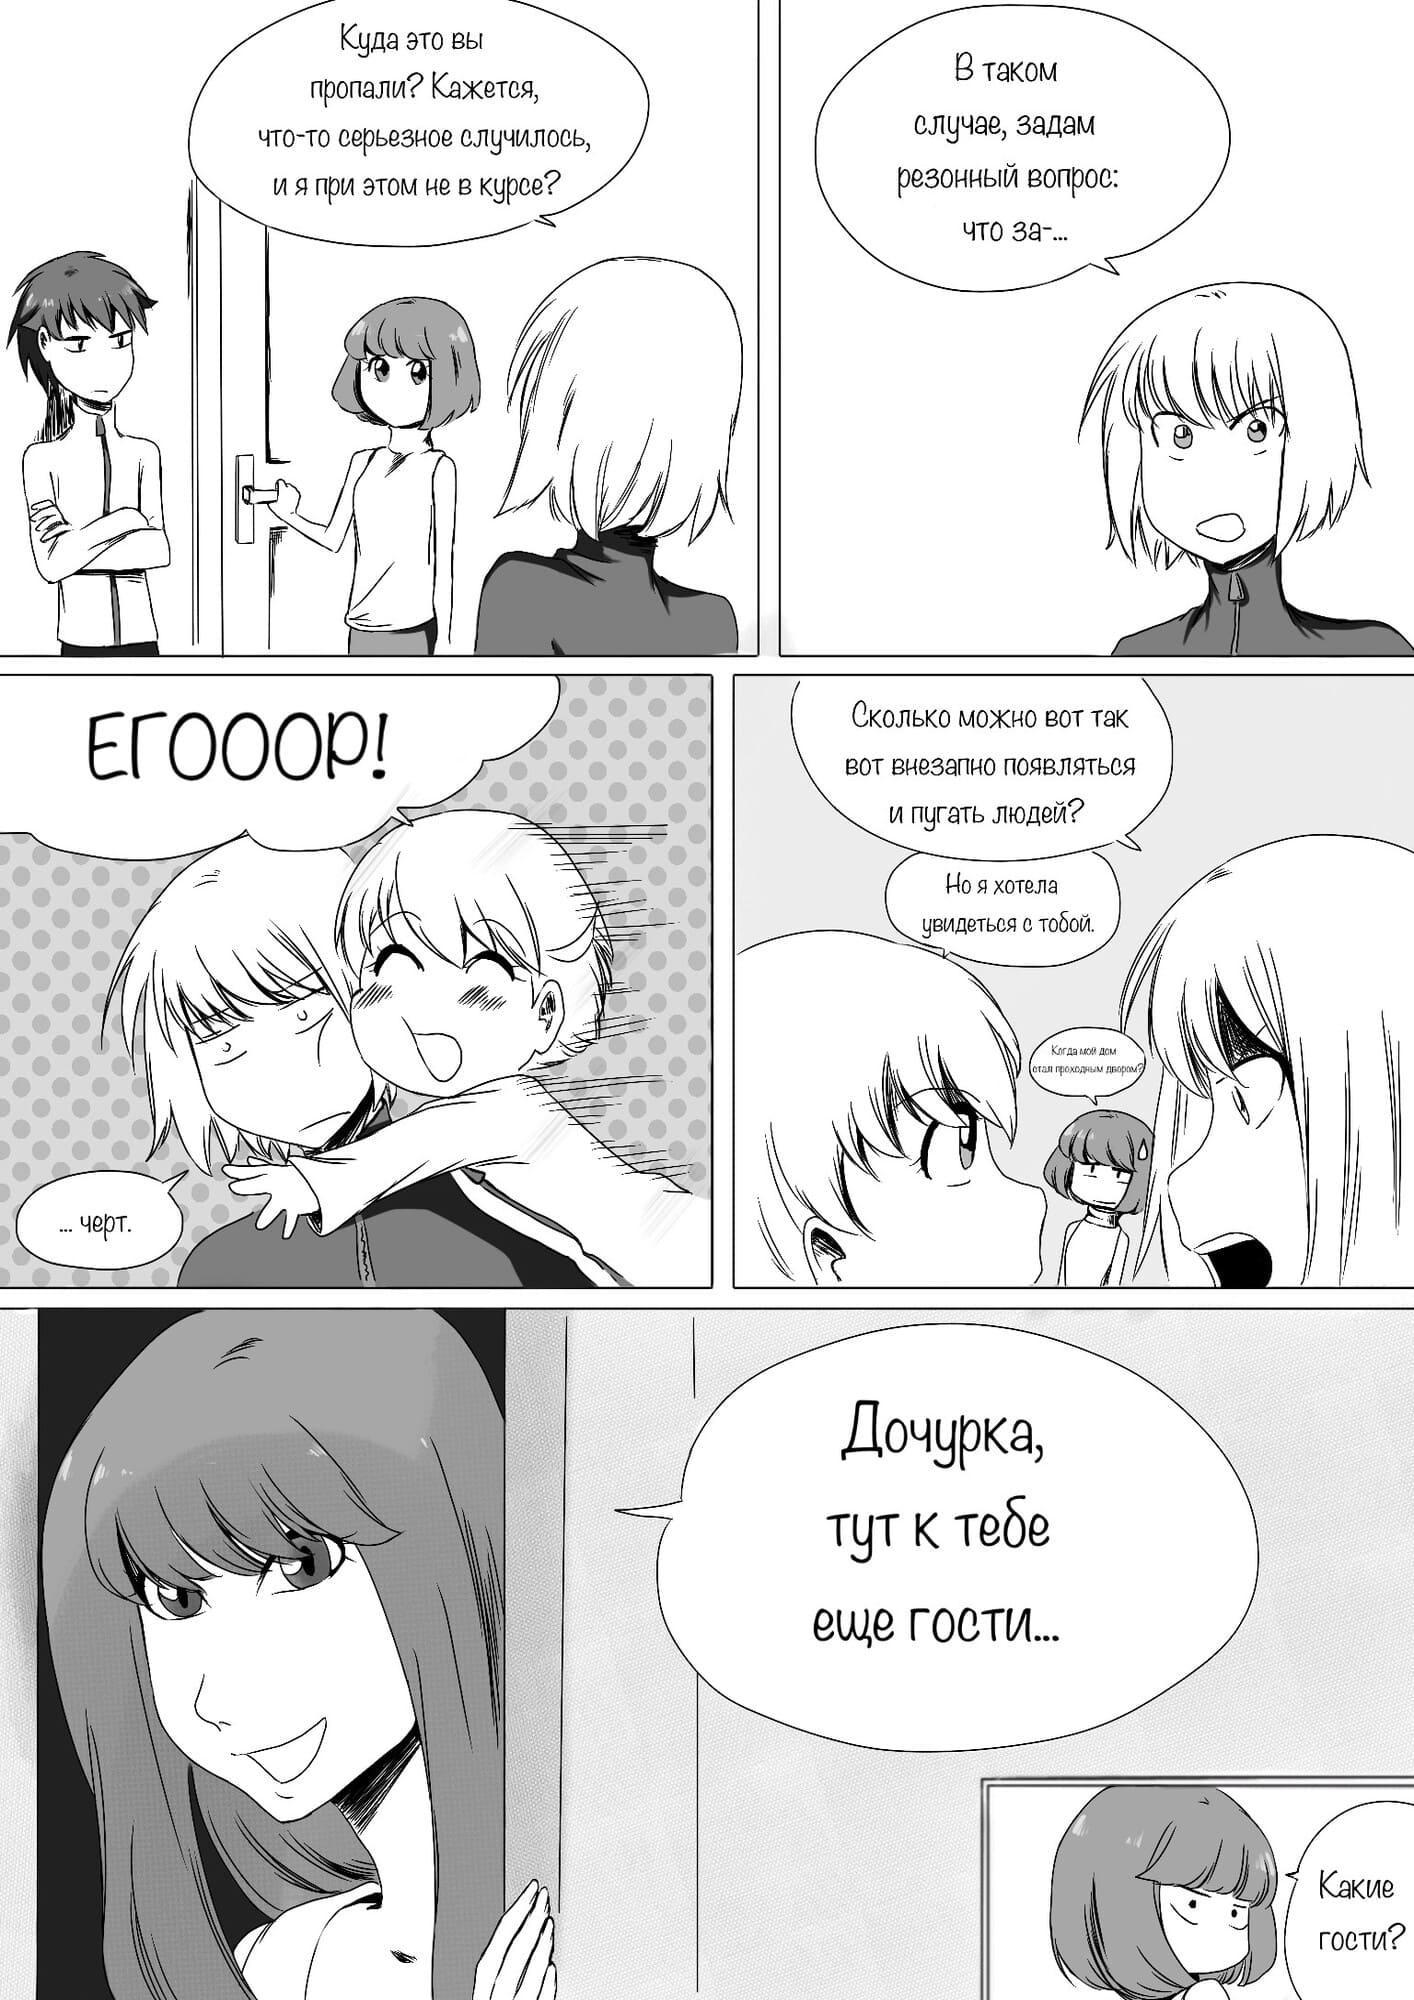 Куда это вы
пропали? Кажется,
что-то серьезное случилось,
и я при этом не в курсе?
В таком
случае, задам
резонный вопрос:
что за-...
ЕГОООР!
... черт.
Сколько можно вот так
вот внезапно появляться
и пугать людей?
Но я хотела
увидеться с тобой.
Когда мой дом
стал проходным двором?
Дочурка,
тут к тебе
еще гости...
Какие
гости?